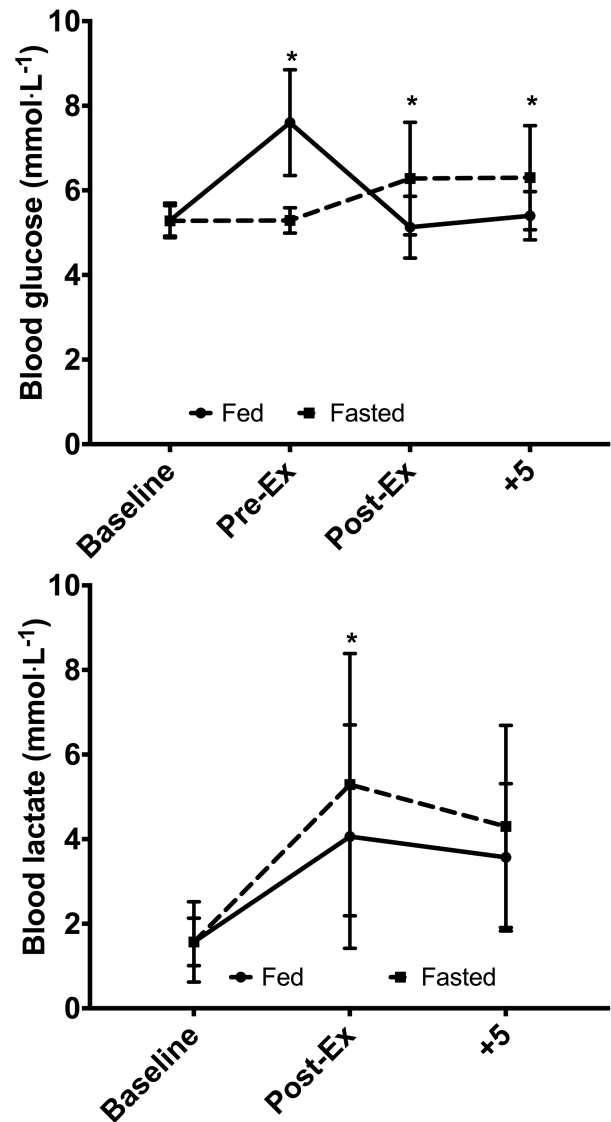 Blood glucose (mmol·L⁻¹)
10
*
*
*
8
6
4
2
Fed
Fasted
0
Baseline
Pre-Ex
Post-Ex
+5
Blood lactate (mmol·L⁻¹)
10
*
8
6
4
2
Fed
Fasted
0
Baseline
Post-Ex
+5